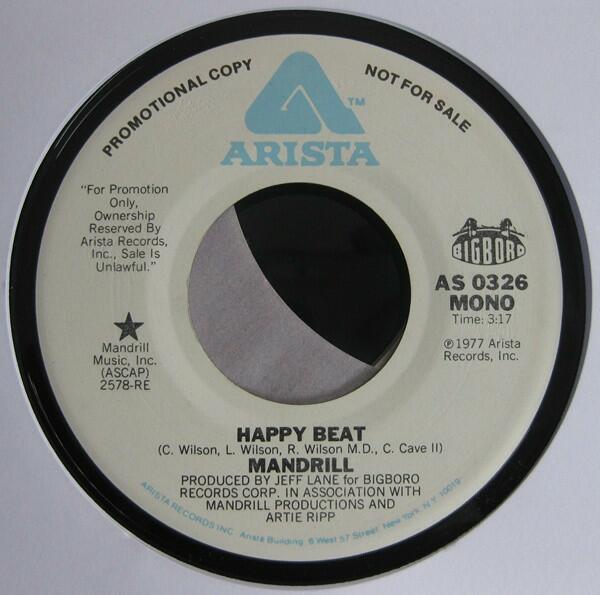 PROMOTIONAL COPY
NOT FOR SALE
TM
ARISTA
"For Promotion
Only,
Ownership
Reserved By
Arista Records,
Inc., Sale Is
Unlawful."
Mandrill
Music, Inc.
(ASCAP)
2578-RE
BIGBORO
AS 0326
MONO
Time: 3:17
℗ 1977 Arista
Records, Inc.
HAPPY BEAT
(C. Wilson, L. Wilson, R. Wilson M.D., C. Cave II)
MANDRILL
PRODUCED BY JEFF LANE for BIGBORO
RECORDS CORP. IN ASSOCIATION WITH
MANDRILL PRODUCTIONS AND
ARTIE RIPP
ARISTA RECORDS INC. Arista Building 6 West 57 Street New York, N.Y. 10019